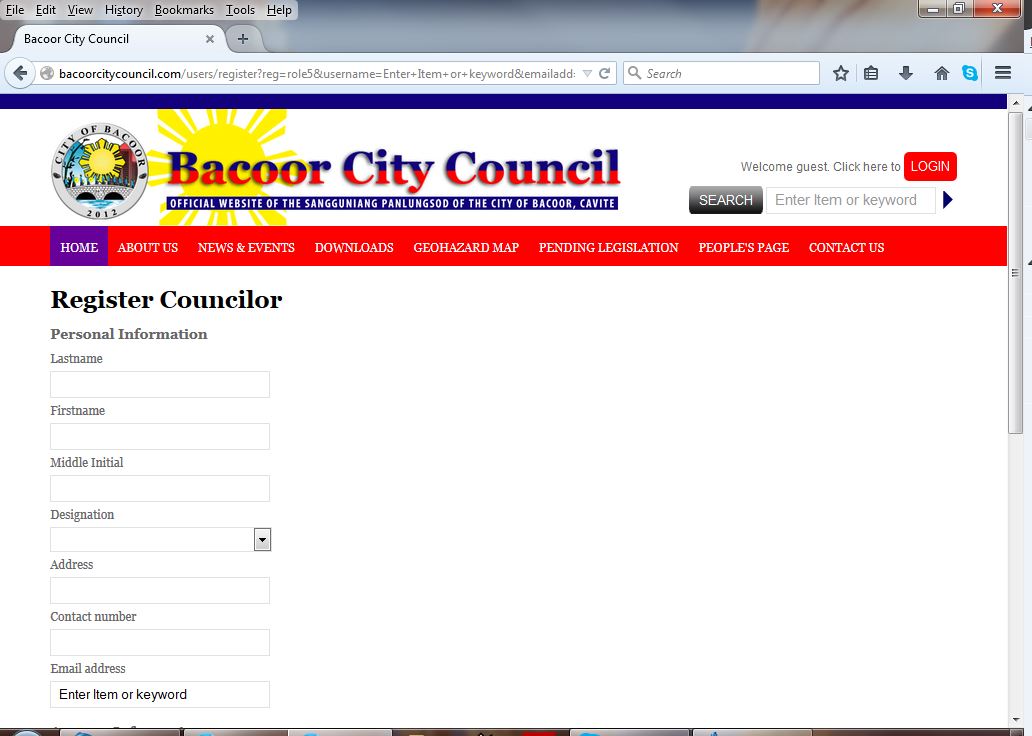 File Edit View History Bookmarks Tools Help
Bacoor City Council
bacoorcitycouncil.com/users/register?reg=role5&username=Enter+Item+or+keyword&emailadd:
Search
CITY OF BACOOR
2012
Bacoor City Council
OFFICIAL WEBSITE OF THE SANGGUNIANG PANLUNGSOD OF THE CITY OF BACOOR, CAVITE
Welcome guest. Click here to LOGIN
SEARCH Enter Item or keyword
HOME ABOUT US NEWS & EVENTS DOWNLOADS GEOHAZARD MAP PENDING LEGISLATION PEOPLE'S PAGE CONTACT US
Register Councilor
Personal Information
Lastname
Firstname
Middle Initial
Designation
Address
Contact number
Email address
Enter Item or keyword